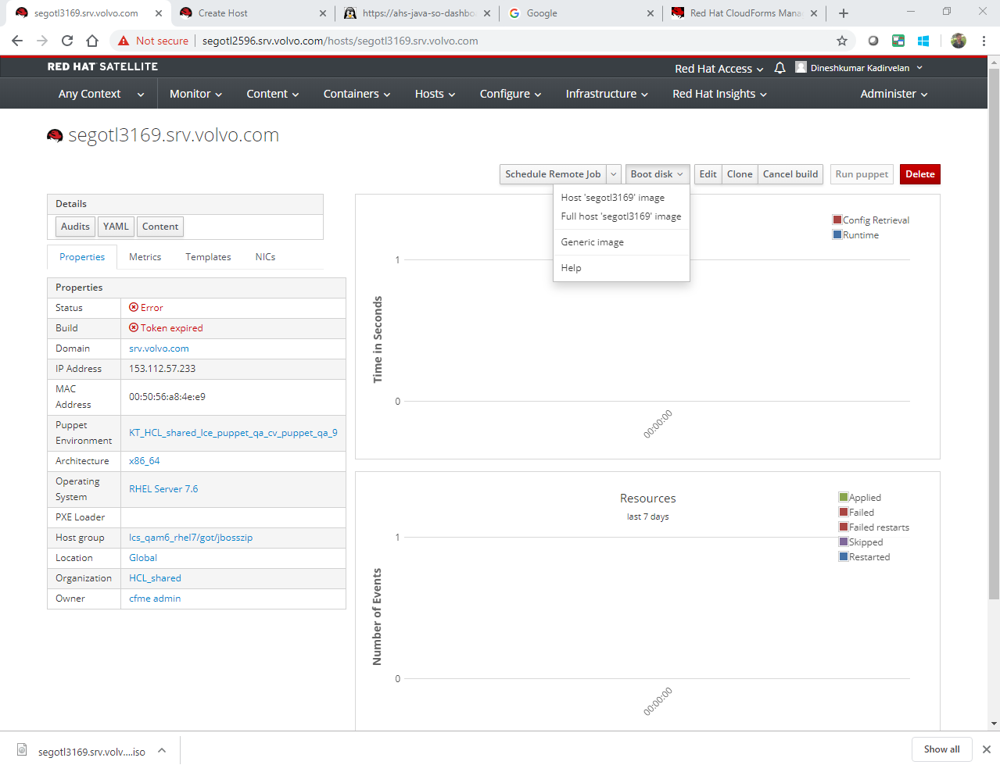 segotl3169.srv.volvo.com
Create Host
https://ahs-java-so-dashbo
Google
Red Hat CloudForms Mana
Not secure
segotl2596.srv.volvo.com/hosts/segotl3169.srv.volvo.com
RED HAT SATELLITE
Red Hat Access
Dineshkumar Kadirvelan
Any Context
Monitor
Content
Containers
Hosts
Configure
Infrastructure
Red Hat Insights
Administer
segotl3169.srv.volvo.com
Schedule Remote Job
Boot disk
Edit
Clone
Cancel build
Run puppet
Delete
Host 'segotl3169' image
Full host 'segotl3169' image
Generic image
Help
Details
Audits
YAML
Content
Properties
Metrics
Templates
NICs
Properties
Status Error
Build Token expired
Domain srv.volvo.com
IP Address 153.112.57.233
MAC
Address 00:50:56:a8:4e:e9
Puppet
Environment KT_HCL_shared_lce_puppet_qa_cv_puppet_qa_9
Architecture x86_64
Operating
System RHEL Server 7.6
PXE Loader
Host group lcs_qam6_rhel7/got/jbosszip
Location Global
Organization HCL_shared
Owner cfme admin
Config Retrieval
Runtime
Time in Seconds
1
0
00:00:00
Resources
last 7 days
Applied
Failed
Failed restarts
Skipped
Restarted
Number of Events
1
0
00:00:00
segotl3169.srv.volv....iso
Show all